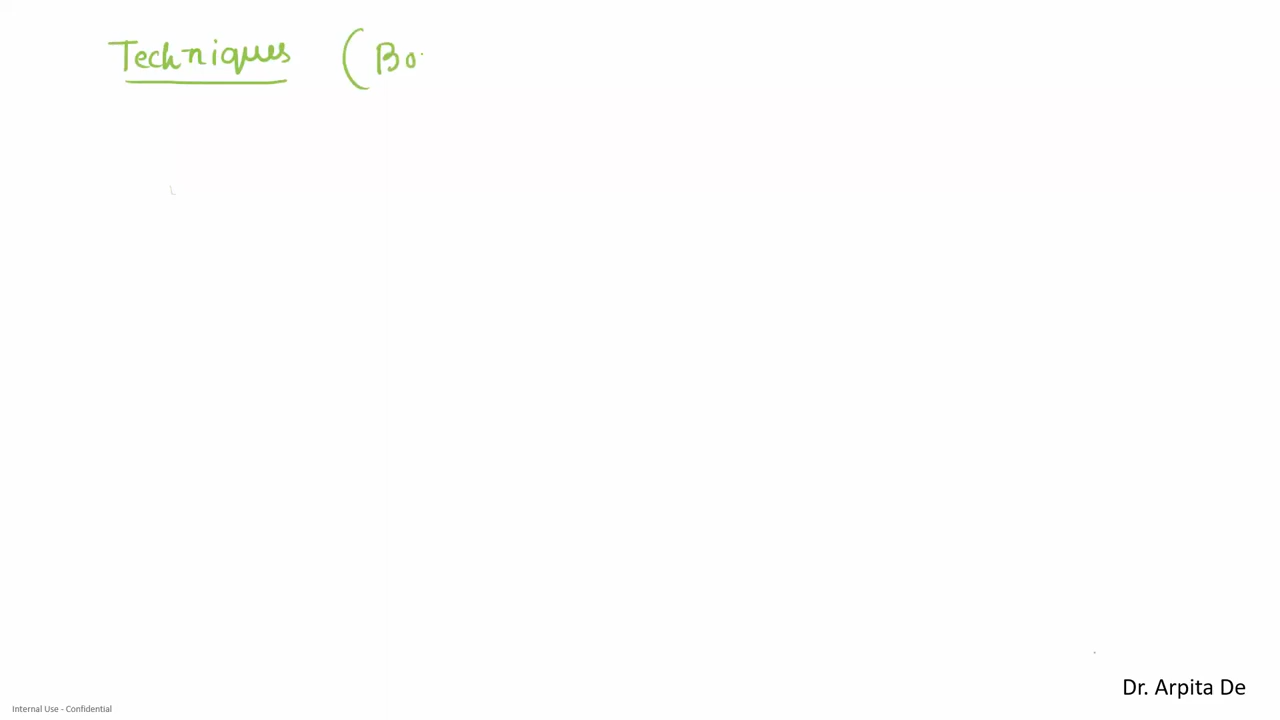 Techniques (Bo
Dr. Arpita De
Internal Use - Confidential